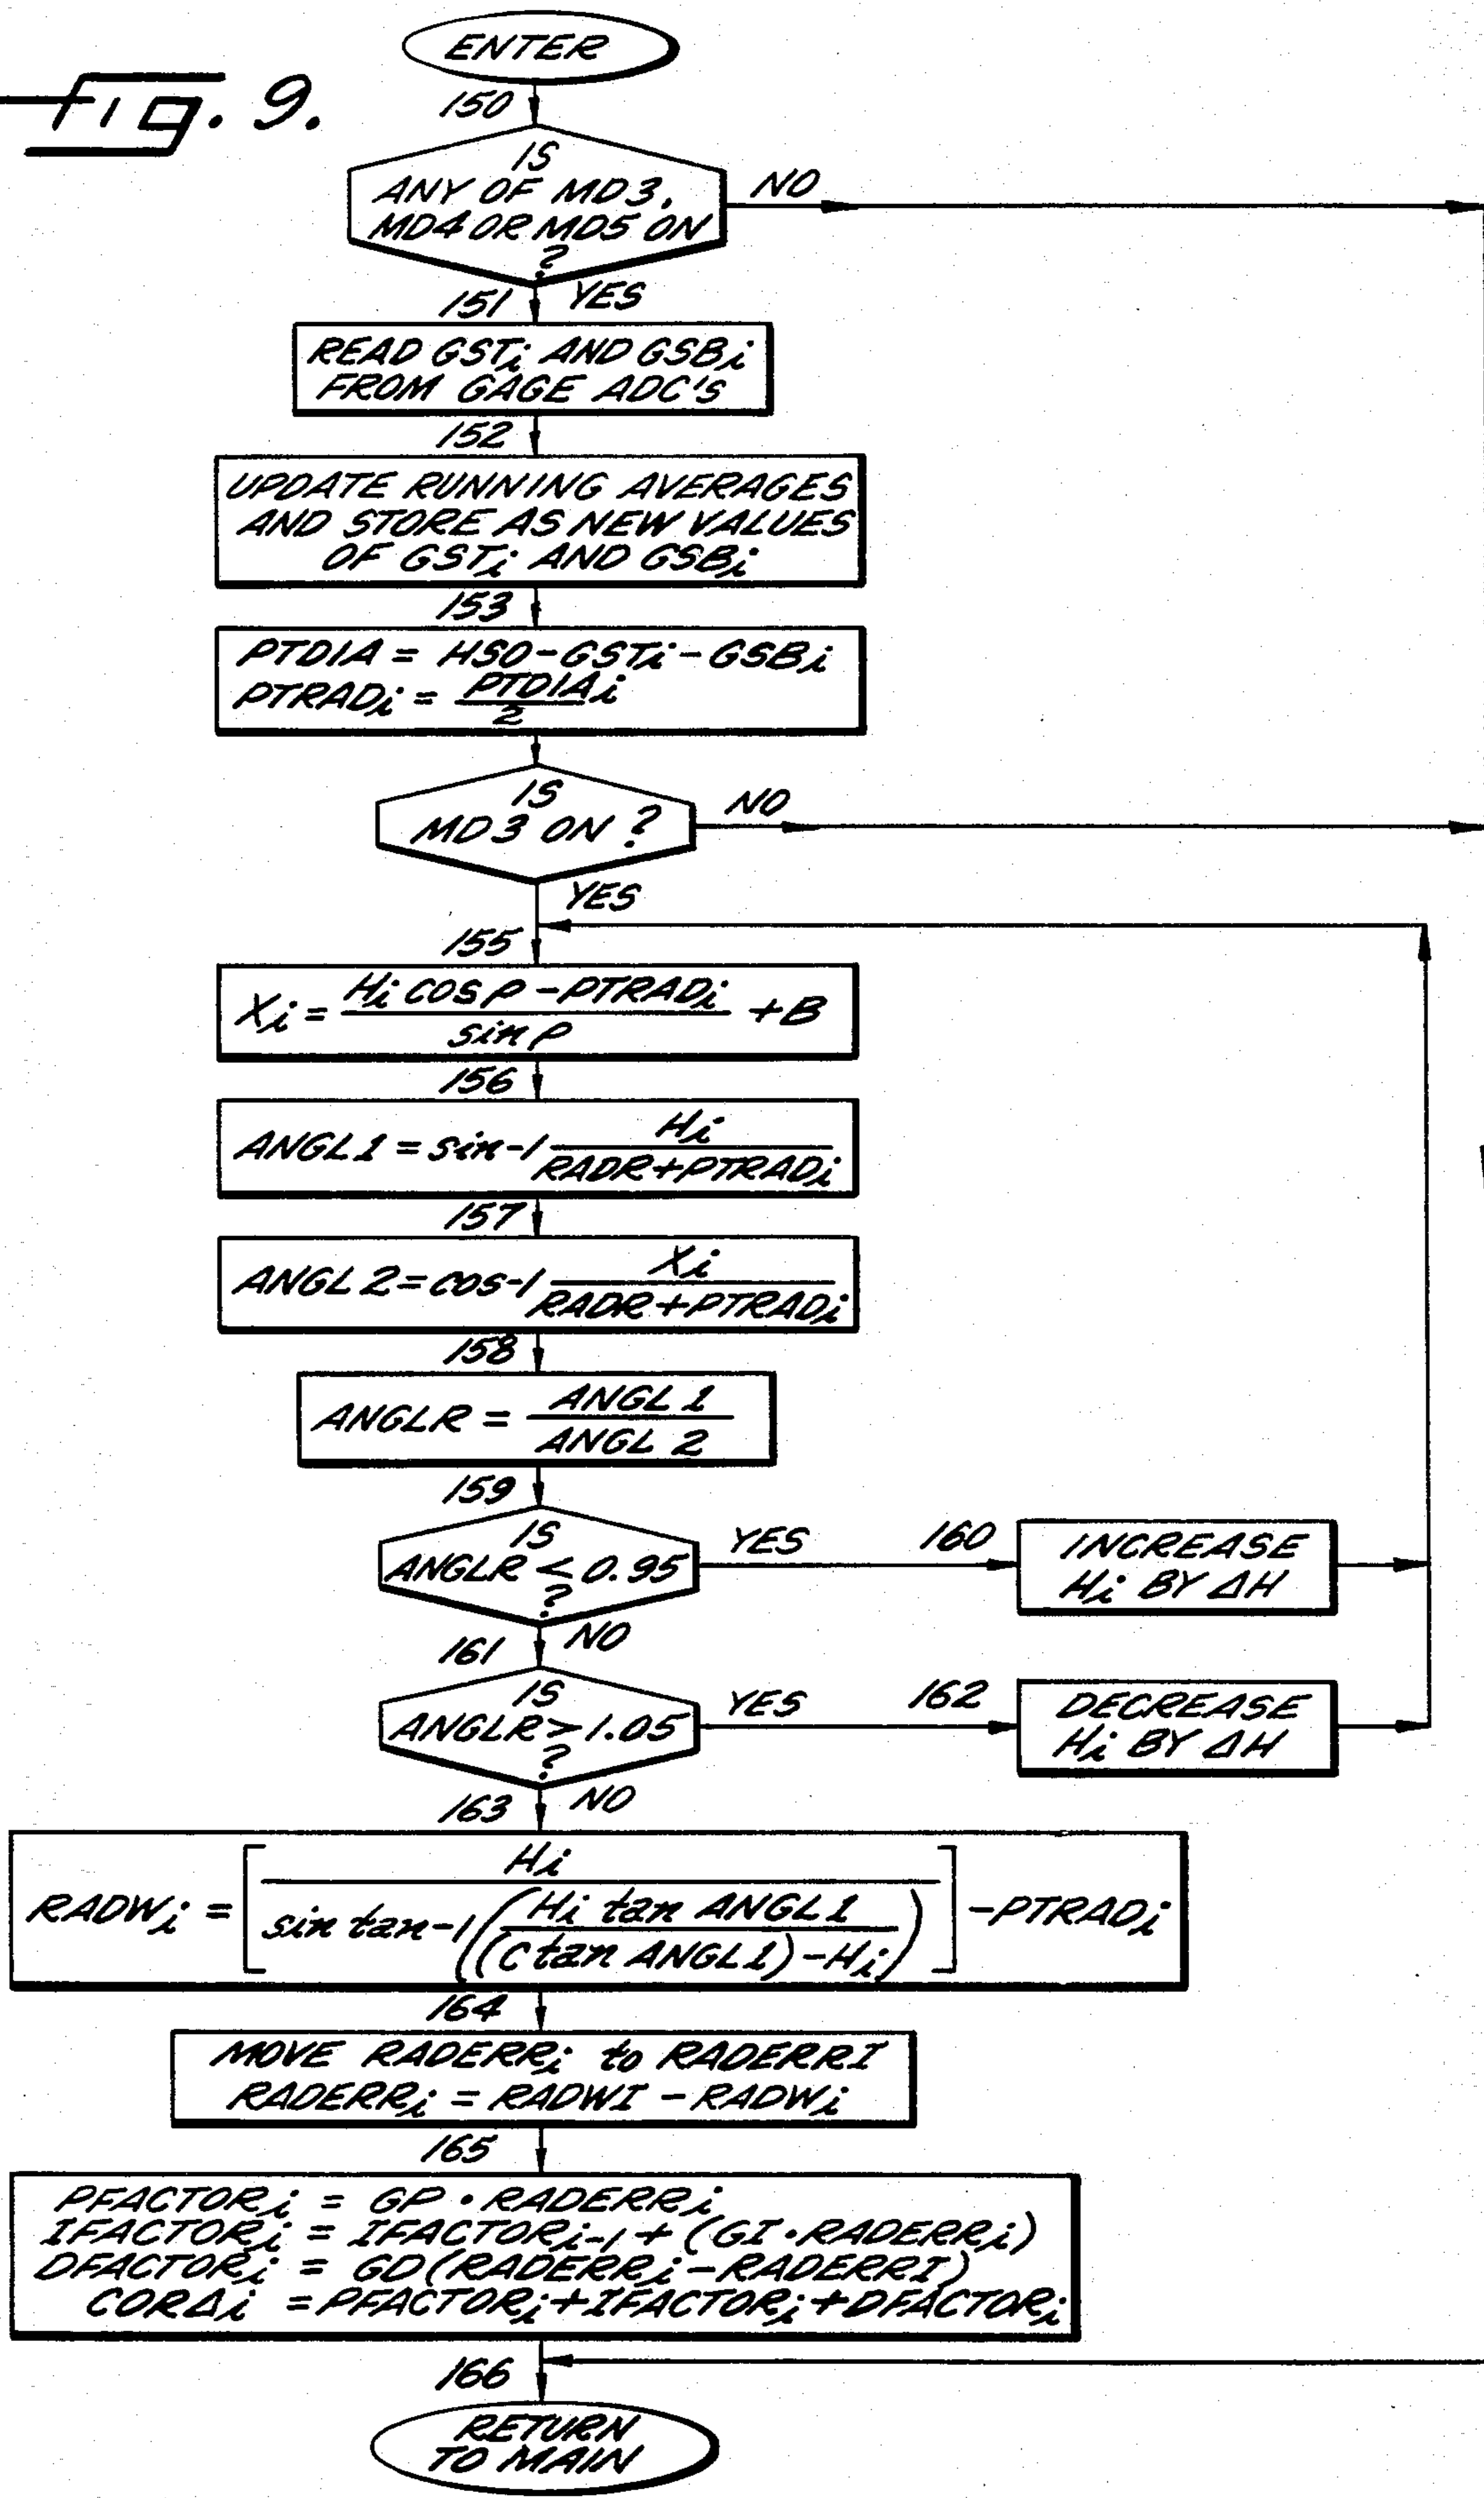 Fig. 9.
ENTER
150
IS
ANY OF MD3,
MD4 OR MD5 ON
?
NO
151
YES
READ GSTi AND GSBi
FROM GAGE ADC'S
152
UPDATE RUNNING AVERAGES
AND STORE AS NEW VALUES
OF GSTi AND GSBi
153
PTDIA = HSO-GSTi-GSBi
PTRADi = PTDIAi
2
IS
MD3 ON ?
NO
YES
155
Xi = Hi COS ρ - PTRADi + B
sin ρ
156
ANGL1 = sin-1 Hi
RADR+PTRADi
157
ANGL2 = cos-1 Xi
RADR+PTRADi
158
ANGLR = ANGL 1
ANGL 2
159
IS
ANGLR < 0.95
?
YES
160
INCREASE
Hi BY ΔH
161
NO
IS
ANGLR > 1.05
?
YES
162
DECREASE
Hi BY ΔH
163
NO
RADWi = [ Hi
sin tan-1 ( Hi tan ANGL1
((C tan ANGL1) - Hi) ] -PTRADi
164
MOVE RADERRi to RADERRI
RADERRi = RADWI - RADWi
165
PFACTORi = GP • RADERRi
IFACTORi = IFACTORi-1 + (GI • RADERRi)
DFACTORi = GD(RADERRi - RADERRI)
CORΔi = PFACTORi + IFACTORi + DFACTORi
166
RETURN
TO MAIN